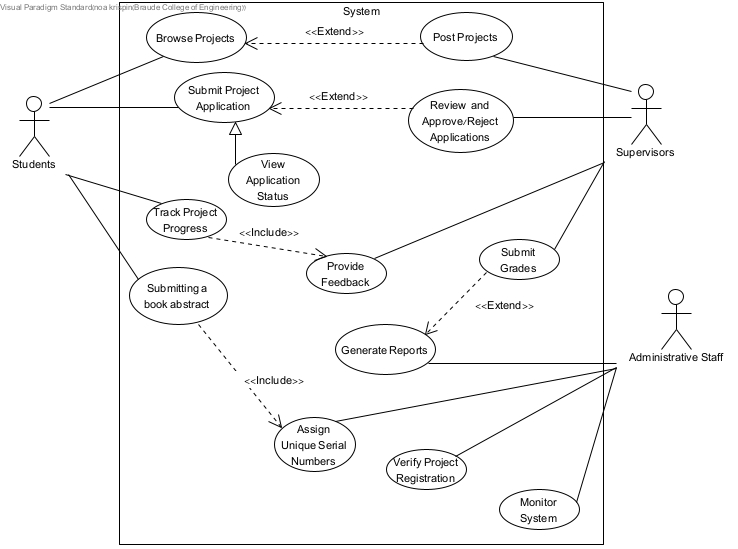 Visual Paradigm Standard(noa krispin(Braude College of Engineering))
System
Browse Projects
<<Extend>>
Post Projects
Submit Project
Application
<<Extend>>
Review and
Approve/Reject
Applications
Students
Supervisors
View
Application
Status
Track Project
Progress
<<Include>>
Provide
Feedback
Submit
Grades
Submitting a
book abstract
<<Extend>>
Generate Reports
Administrative Staff
<<Include>>
Assign
Unique Serial
Numbers
Verify Project
Registration
Monitor
System